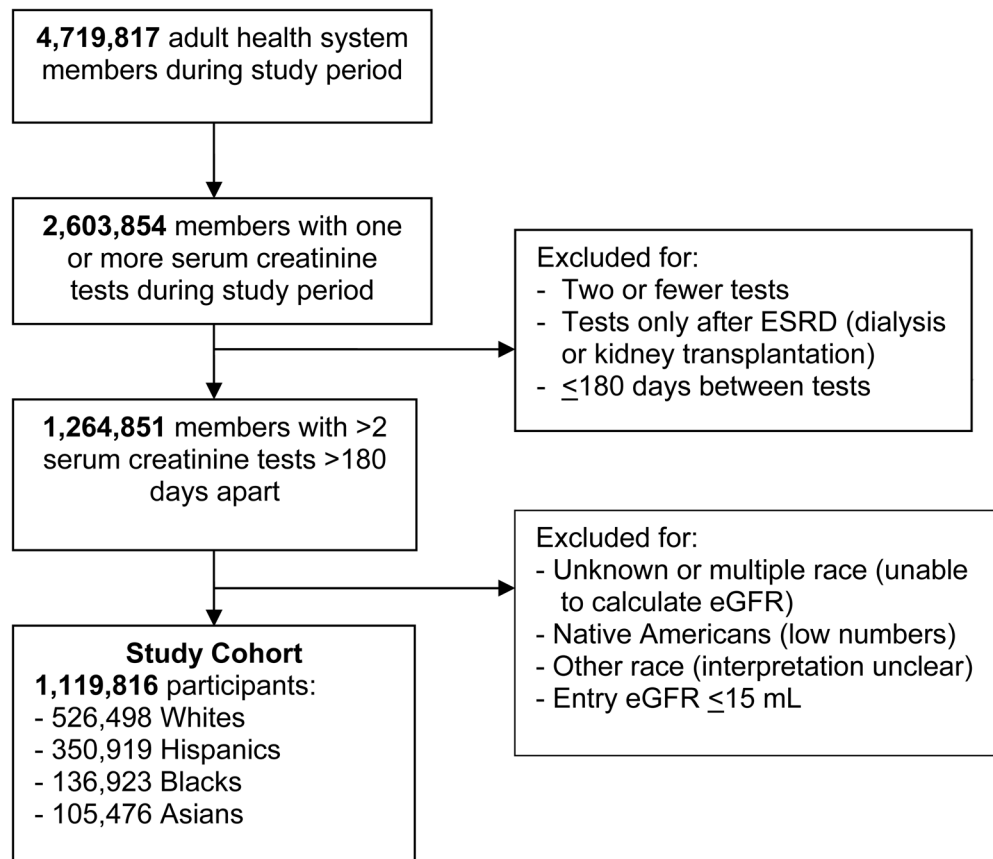 4,719,817 adult health system
members during study period
2,603,854 members with one
or more serum creatinine
tests during study period
Excluded for:
- Two or fewer tests
- Tests only after ESRD (dialysis
or kidney transplantation)
- ≤180 days between tests
1,264,851 members with >2
serum creatinine tests >180
days apart
Excluded for:
- Unknown or multiple race (unable
to calculate eGFR)
- Native Americans (low numbers)
- Other race (interpretation unclear)
- Entry eGFR ≤15 mL
Study Cohort
1,119,816 participants:
- 526,498 Whites
- 350,919 Hispanics
- 136,923 Blacks
- 105,476 Asians